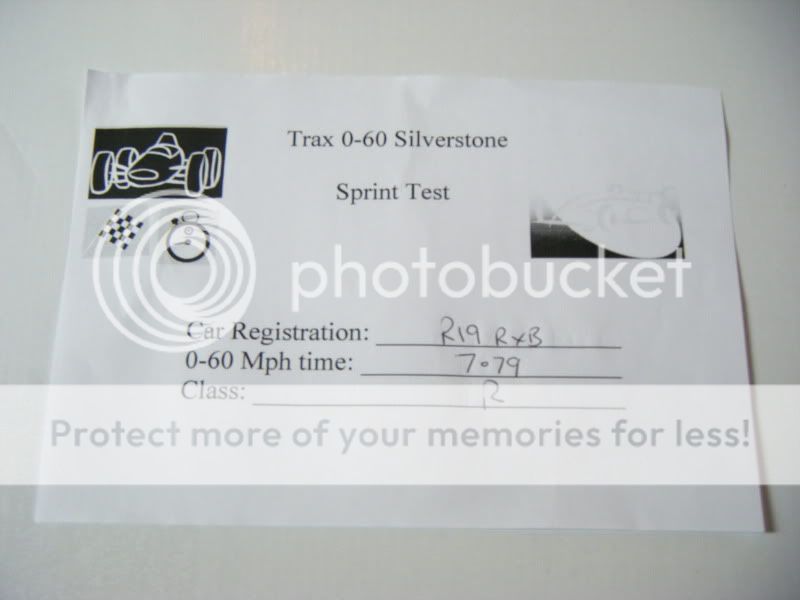 Trax 0-60 Silverstone
Sprint Test
photobucket
Car Registration: R19 RXB
0-60 Mph time: 7.79
Class: R
Protect more of your memories for less!